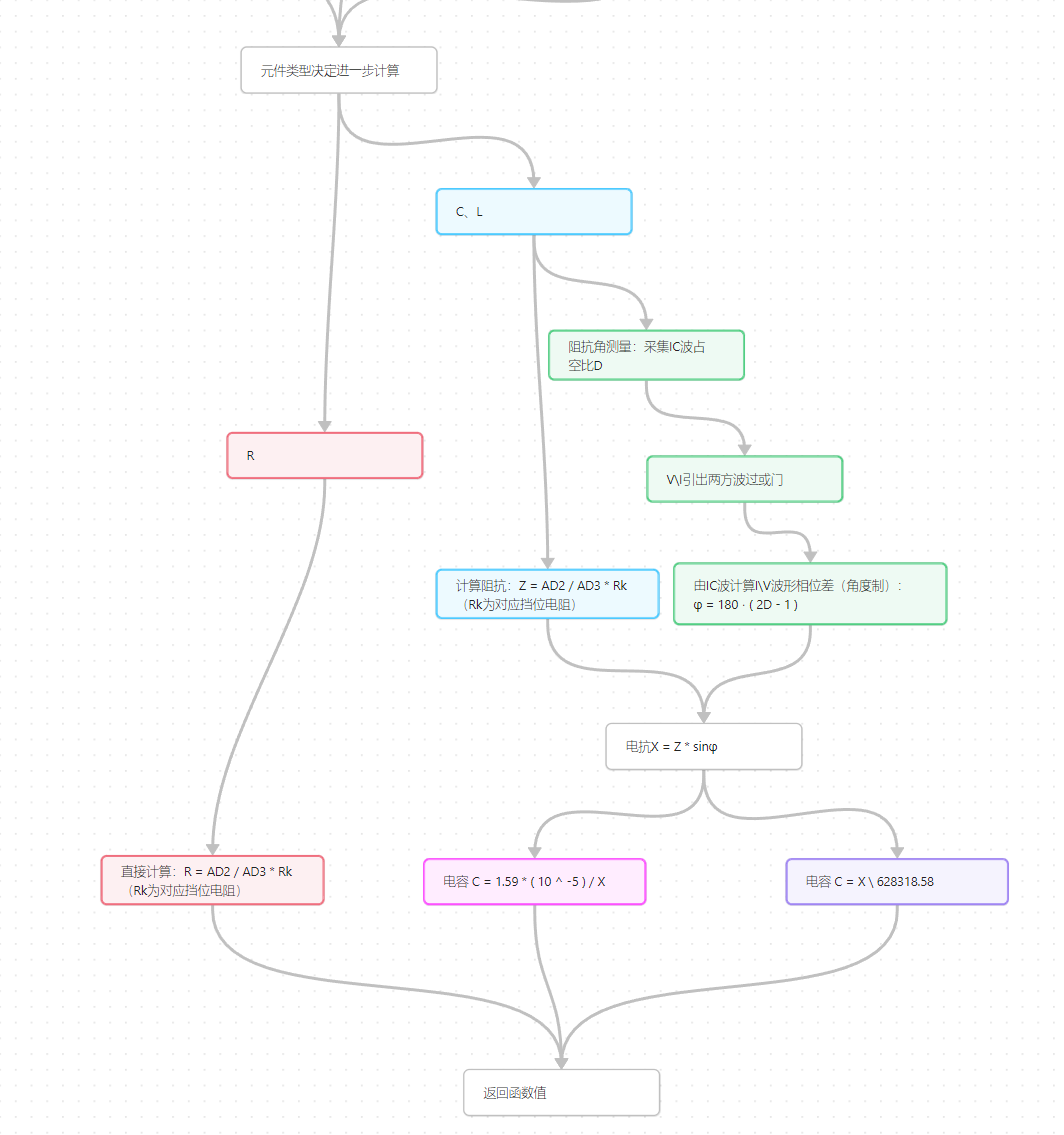 元件类型决定进一步计算
C、L
阻抗角测量：采集IC波占
空比D
R
V\I引出两方波过或门
计算阻抗：Z = AD2 / AD3 * Rk
（Rk为对应挡位电阻）
由IC波计算I\V波形相位差（角度制）：
φ = 180 · ( 2D - 1 )
电抗X = Z * sinφ
直接计算：R = AD2 / AD3 * Rk
（Rk为对应挡位电阻）
电容 C = 1.59 * ( 10 ^ -5 ) / X
电容 C = X \ 628318.58
返回函数值